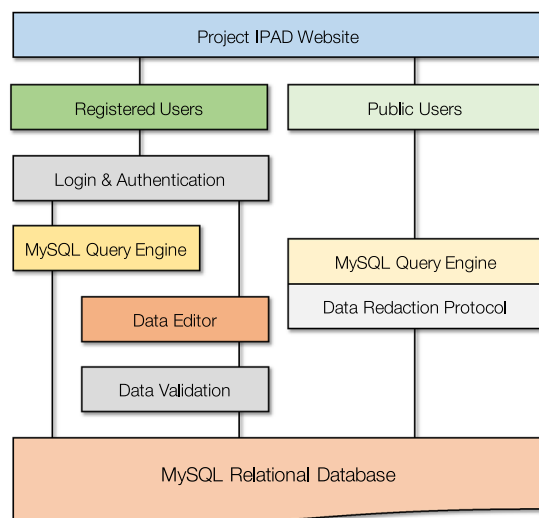 Project IPAD Website
Registered Users
Public Users
Login & Authentication
MySQL Query Engine
MySQL Query Engine
Data Redaction Protocol
Data Editor
Data Validation
MySQL Relational Database